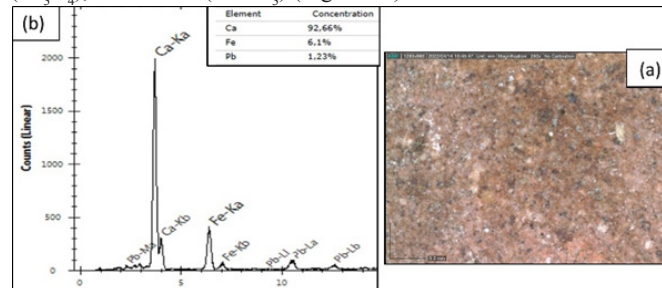 (b)
Element Concentration
Ca 92,66%
Fe 6,1%
Pb 1,23%
Counts (Linear)
2000
1500
1000
500
0
0 5 10
Pb-Ma
Ca-Ka
Ca-Kb
Fe-Ka
Fe-Kb
Pb-Ll
Pb-La
Pb-Lb
(a)